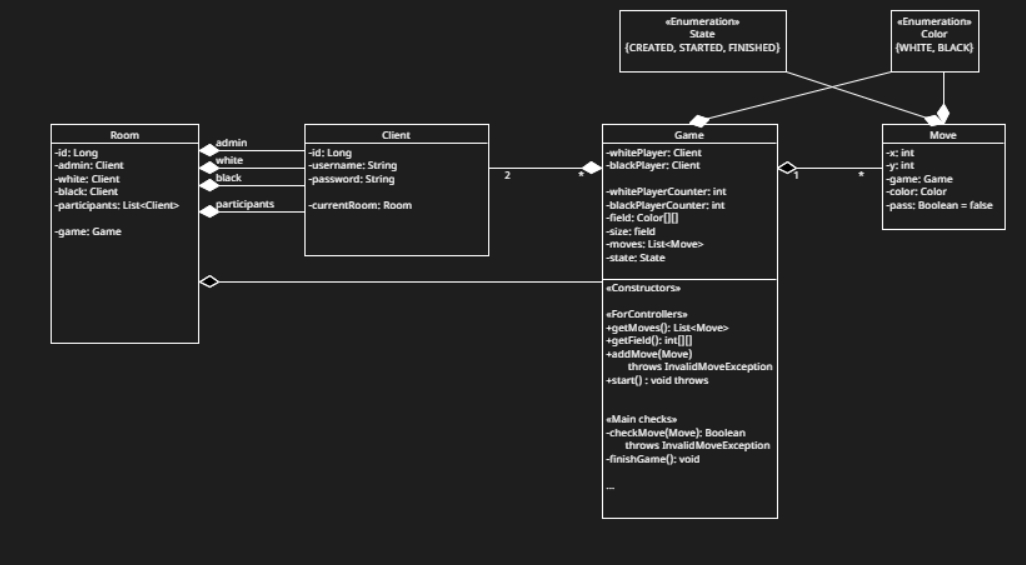 «Enumeration»
State
{CREATED, STARTED, FINISHED}
«Enumeration»
Color
{WHITE, BLACK}
Room
-id: Long
-admin: Client
-white: Client
-black: Client
-participants: List<Client>
-game: Game
admin
white
black
participants
Client
-id: Long
-username: String
-password: String
-currentRoom: Room
2
*
Game
-whitePlayer: Client
-blackPlayer: Client
-whitePlayerCounter: int
-blackPlayerCounter: int
-field: Color[][]
-size: field
-moves: List<Move>
-state: State
«Constructors»
«ForControllers»
+getMoves(): List<Move>
+getField(): int[][]
+addMove(Move)
throws InvalidMoveException
+start() : void throws
«Main checks»
-checkMove(Move): Boolean
throws InvalidMoveException
-finishGame(): void
...
1
*
Move
-x: int
-y: int
-game: Game
-color: Color
-pass: Boolean = false